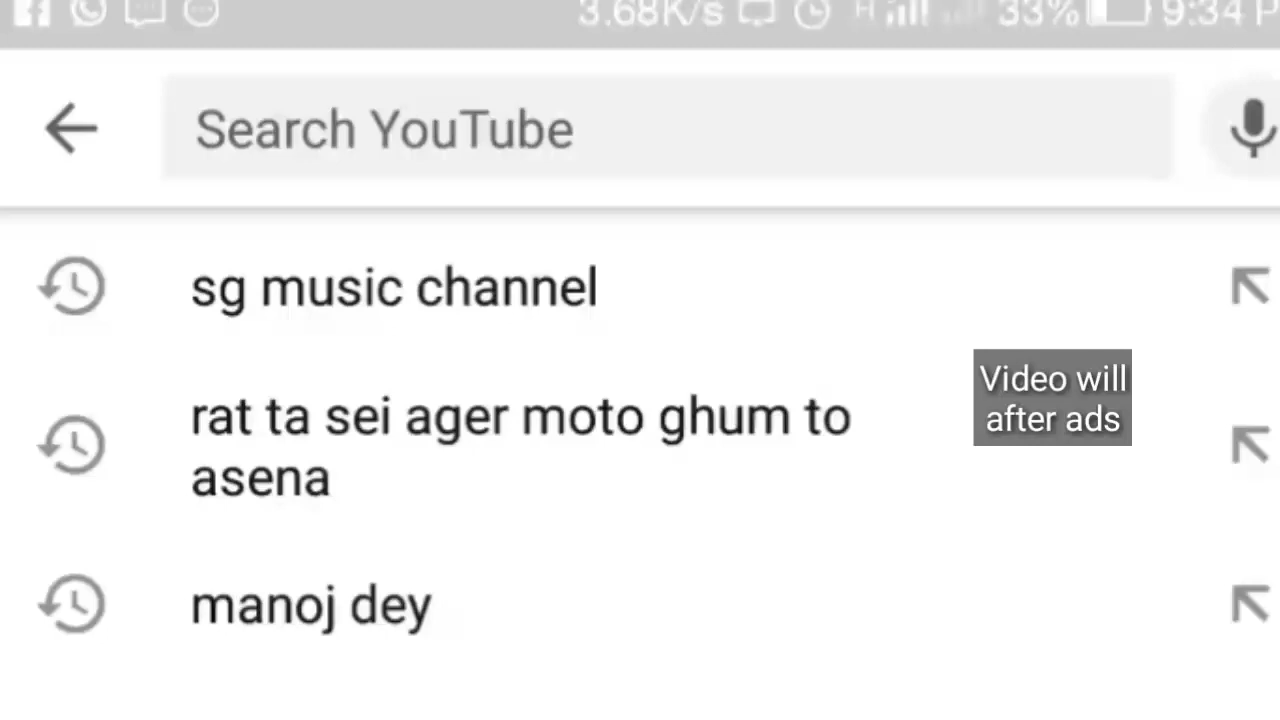 3.68K/s H 33% 9:34 P
Search YouTube
sg music channel
Video will
after ads
rat ta sei ager moto ghum to
asena
manoj dey